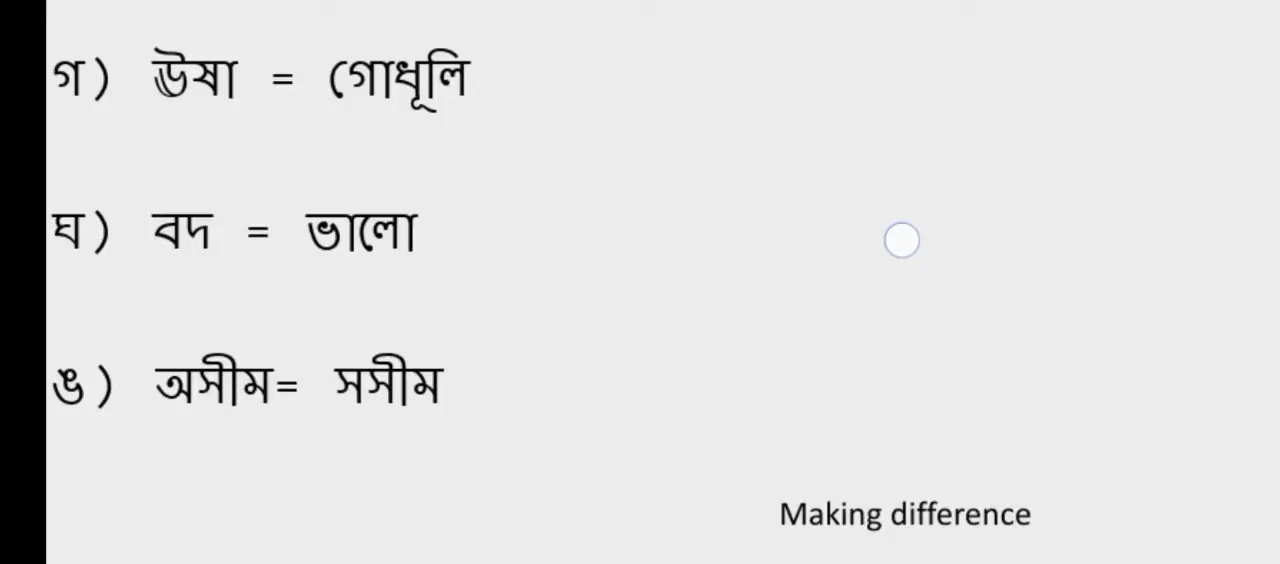 গ) ঊষা = গোধূলি
ঘ) বদ = ভালো
ঙ) অসীম= সসীম
Making difference